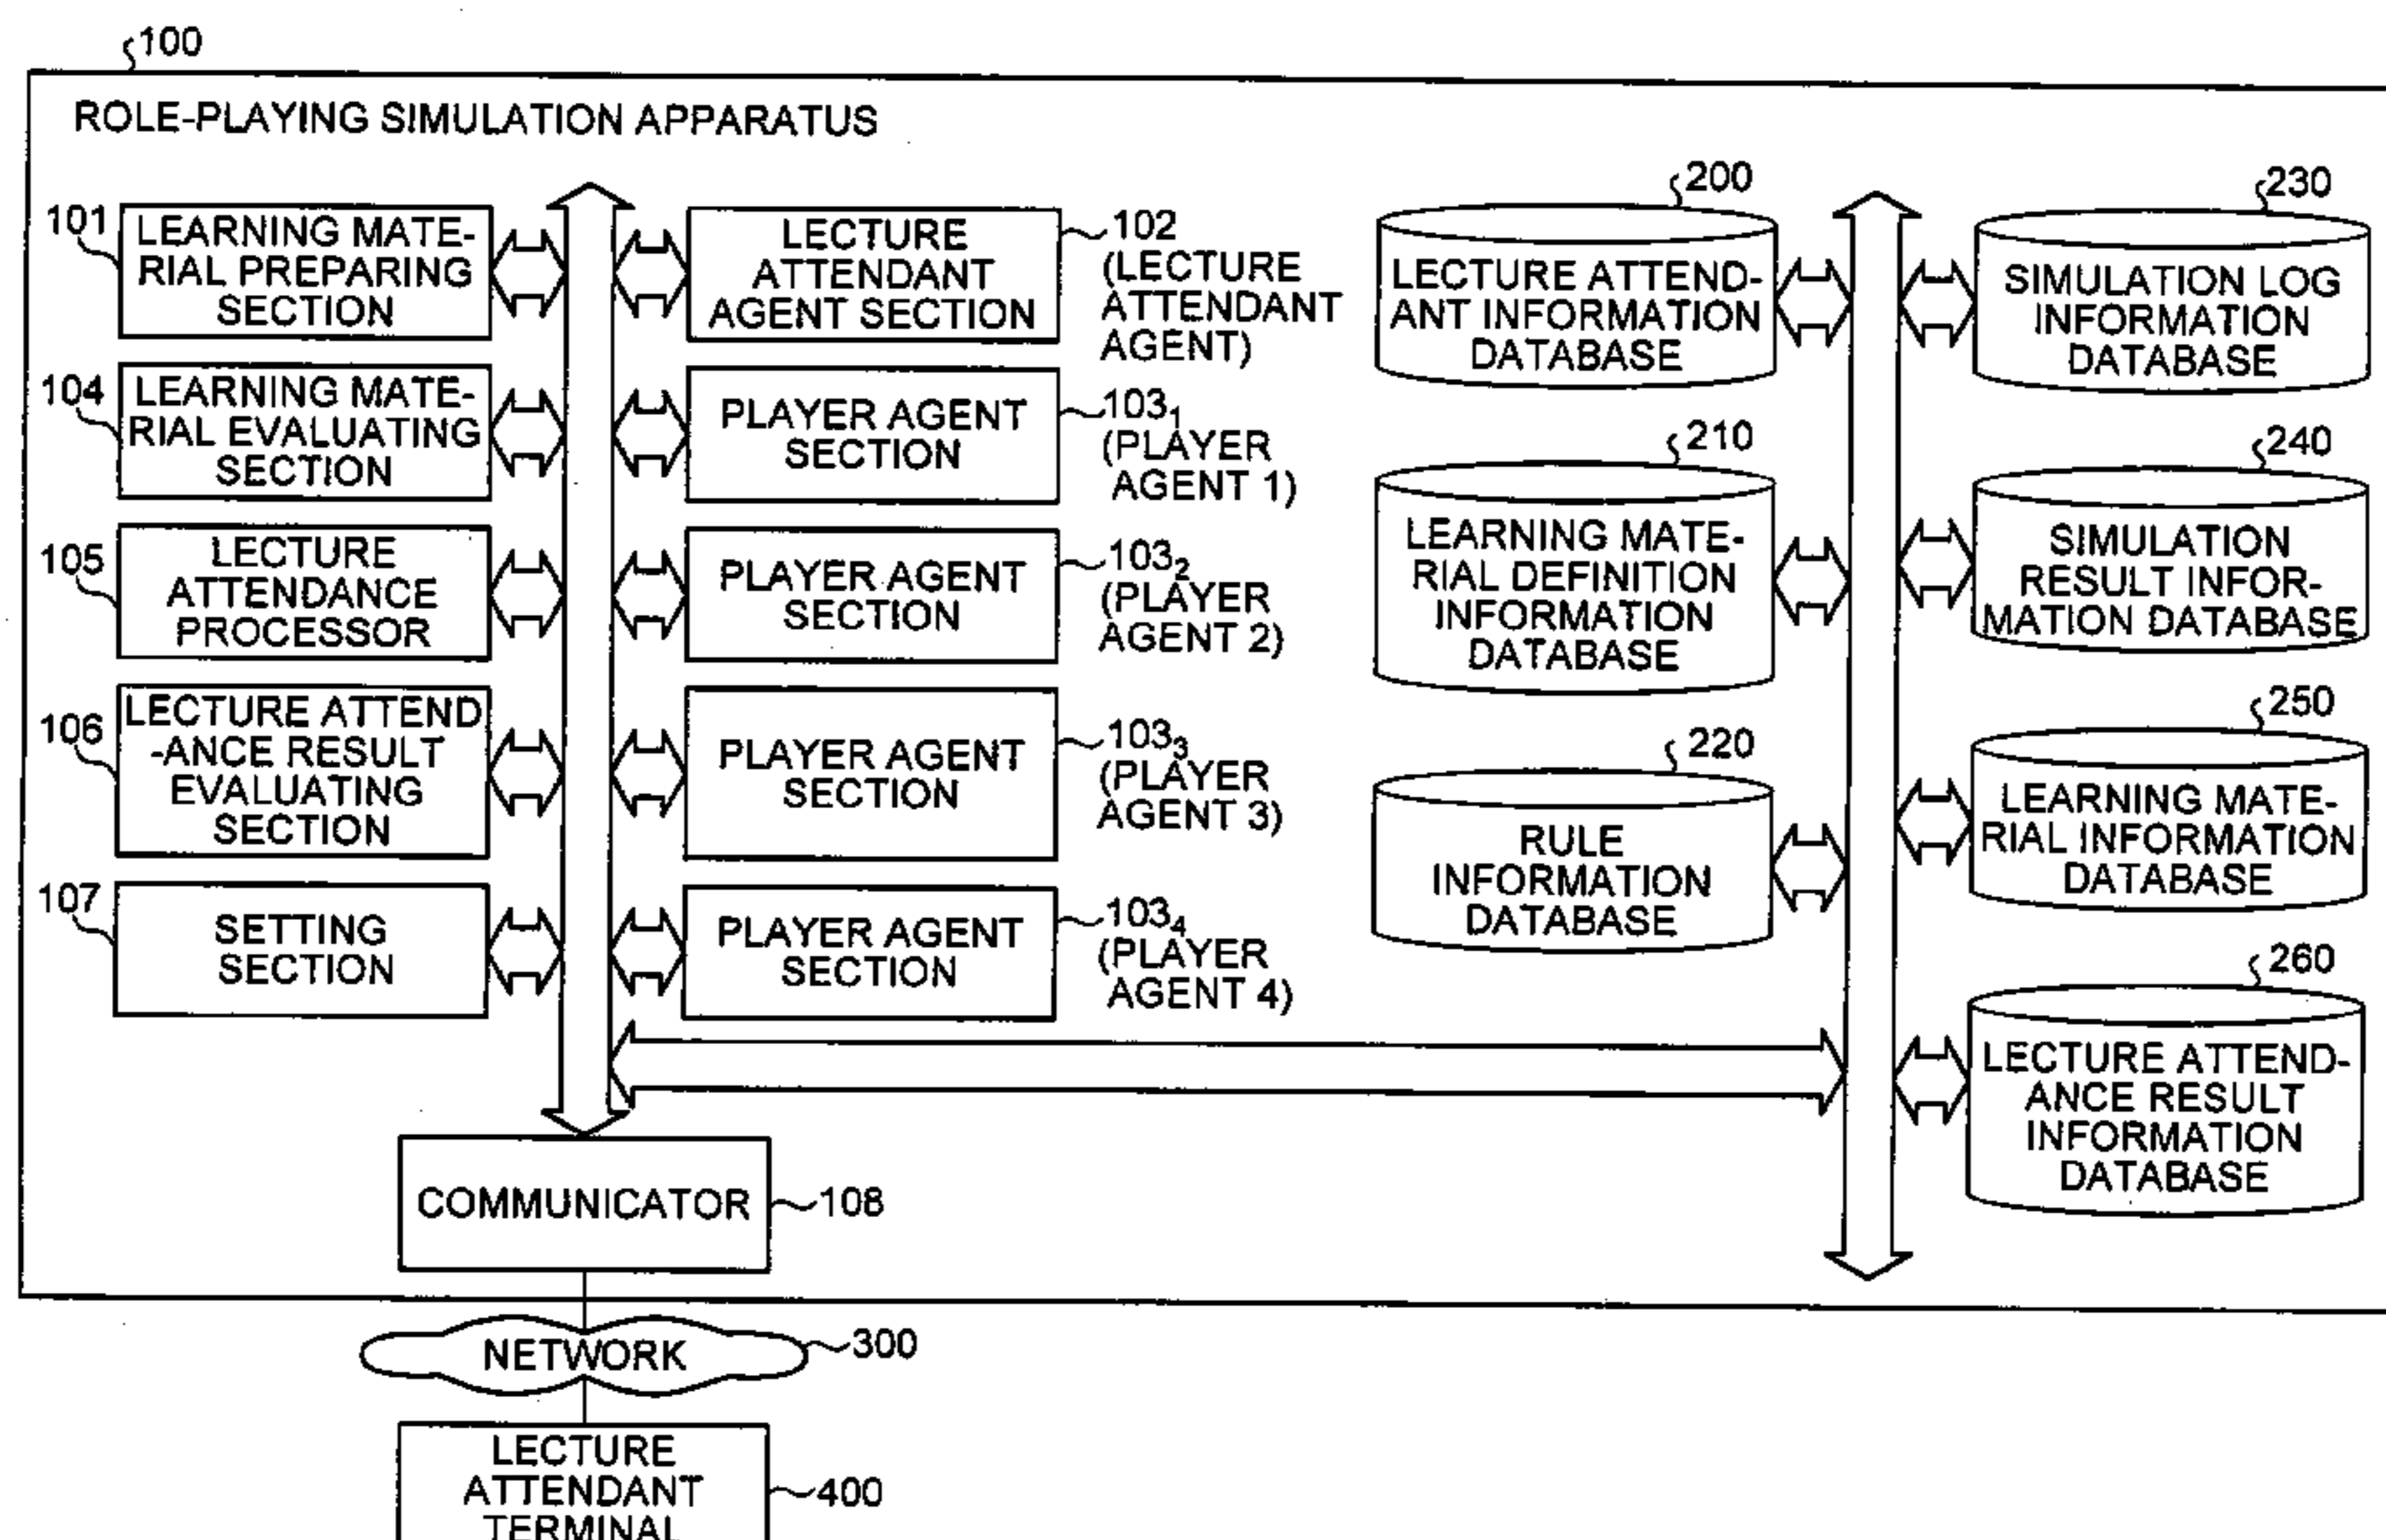 100
ROLE-PLAYING SIMULATION APPARATUS
101
LEARNING MATE-
RIAL PREPARING
SECTION
LECTURE
ATTENDANT
AGENT SECTION
102
(LECTURE
ATTENDANT
AGENT)
104
LEARNING MATE-
RIAL EVALUATING
SECTION
PLAYER AGENT
SECTION
103₁
(PLAYER
AGENT 1)
105
LECTURE
ATTENDANCE
PROCESSOR
PLAYER AGENT
SECTION
103₂
(PLAYER
AGENT 2)
106
LECTURE ATTEND
-ANCE RESULT
EVALUATING
SECTION
PLAYER AGENT
SECTION
103₃
(PLAYER
AGENT 3)
107
SETTING
SECTION
PLAYER AGENT
SECTION
103₄
(PLAYER
AGENT 4)
200
LECTURE ATTEND-
ANT INFORMATION
DATABASE
210
LEARNING MATE-
RIAL DEFINITION
INFORMATION
DATABASE
220
RULE
INFORMATION
DATABASE
230
SIMULATION LOG
INFORMATION
DATABASE
240
SIMULATION
RESULT INFOR-
MATION DATABASE
250
LEARNING MATE-
RIAL INFORMATION
DATABASE
260
LECTURE ATTEND-
ANCE RESULT
INFORMATION
DATABASE
COMMUNICATOR
108
NETWORK
300
LECTURE
ATTENDANT
TERMINAL
400